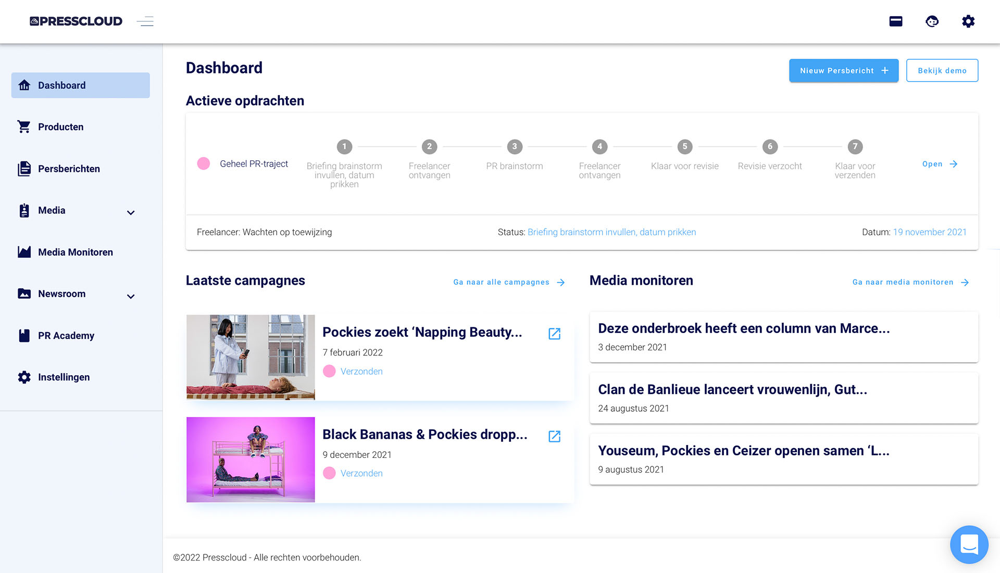 PRESSCLOUD
Dashboard
Producten
Persberichten
Media
Media Monitoren
Newsroom
PR Academy
Instellingen
Dashboard
Nieuw Persbericht
Bekijk demo
Actieve opdrachten
Geheel PR-traject
1
Briefing brainstorm
invullen, datum
prikken
2
Freelancer
ontvangen
3
PR brainstorm
4
Freelancer
ontvangen
5
Klaar voor revisie
6
Revisie verzocht
7
Klaar voor
verzenden
Open
Freelancer: Wachten op toewijzing
Status: Briefing brainstorm invullen, datum prikken
Datum: 19 november 2021
Laatste campagnes
Ga naar alle campagnes
Pockies zoekt ‘Napping Beauty...
7 februari 2022
Verzonden
Black Bananas & Pockies dropp...
9 december 2021
Verzonden
Media monitoren
Ga naar media monitoren
Deze onderbroek heeft een column van Marce...
3 december 2021
Clan de Banlieue lanceert vrouwenlijn, Gut...
24 augustus 2021
Youseum, Pockies en Ceizer openen samen ‘L...
9 augustus 2021
©2022 Presscloud - Alle rechten voorbehouden.